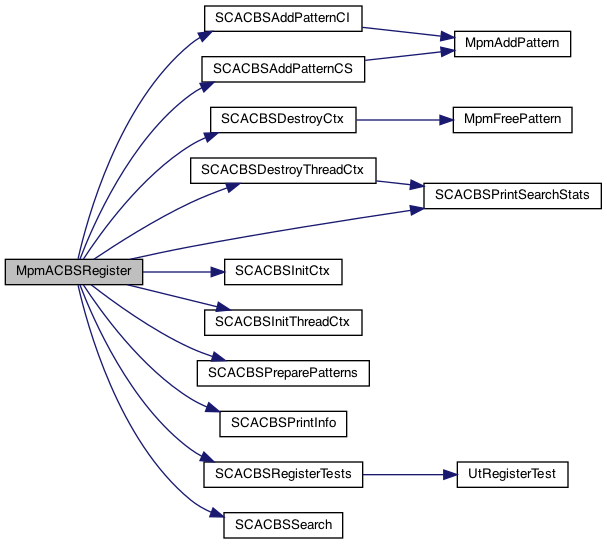 SCACBSAddPatternCI
MpmAddPattern
SCACBSAddPatternCS
SCACBSDestroyCtx
MpmFreePattern
SCACBSDestroyThreadCtx
SCACBSPrintSearchStats
MpmACBSRegister
SCACBSInitCtx
SCACBSInitThreadCtx
SCACBSPreparePatterns
SCACBSPrintInfo
SCACBSRegisterTests
UtRegisterTest
SCACBSSearch